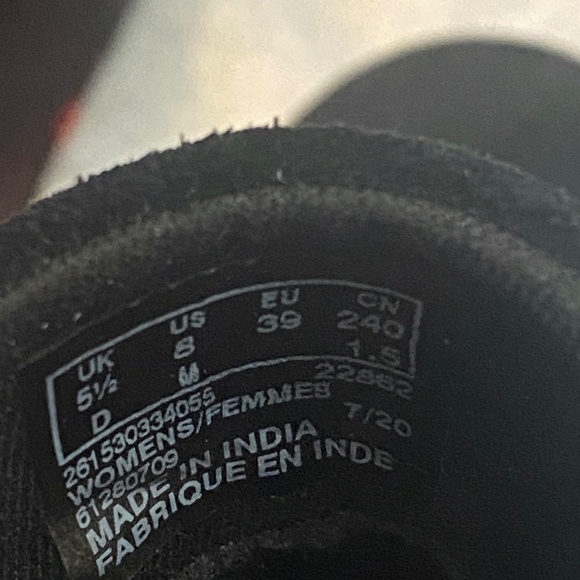 UK US EU CN
5½ 8 39 240
D M 1.5
261530334055 22862
WOMENS/FEMMES 7/20
61280709
MADE IN INDIA
FABRIQUE EN INDE